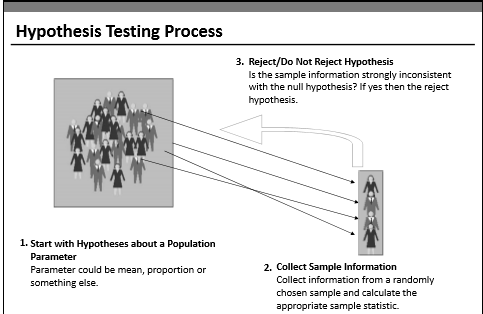 Hypothesis Testing Process
3. Reject/Do Not Reject Hypothesis
Is the sample information strongly inconsistent
with the null hypothesis? If yes then the reject
hypothesis.
1. Start with Hypotheses about a Population
Parameter
Parameter could be mean, proportion or
something else.
2. Collect Sample Information
Collect information from a randomly
chosen sample and calculate the
appropriate sample statistic.